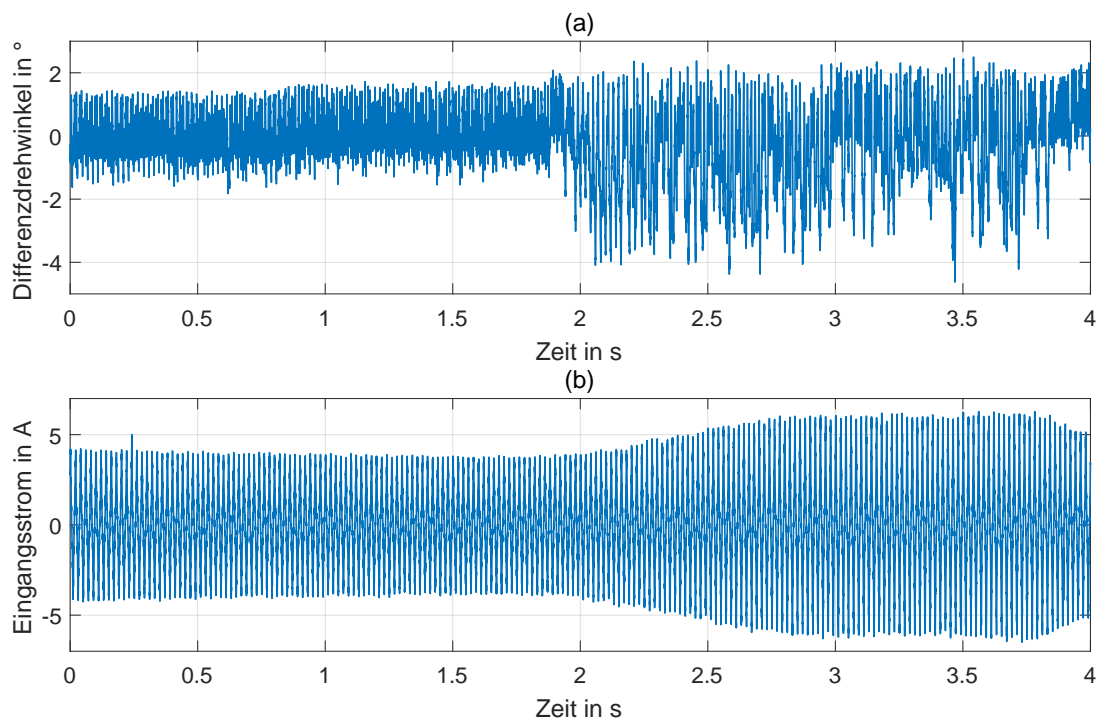 (a)
Differenzdrehwinkel in °
2
0
-2
-4
0 0.5 1 1.5 2 2.5 3 3.5 4
Zeit in s
(b)
Eingangsstrom in A
5
0
-5
0 0.5 1 1.5 2 2.5 3 3.5 4
Zeit in s